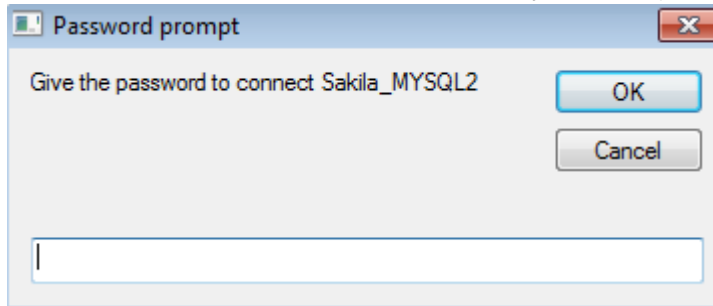 Password prompt
Give the password to connect Sakila_MYSQL2
OK
Cancel